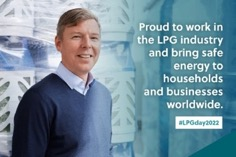 Proud to work in
the LPG industry
and bring safe
energy to
households
and businesses
worldwide.
#LPGday2022